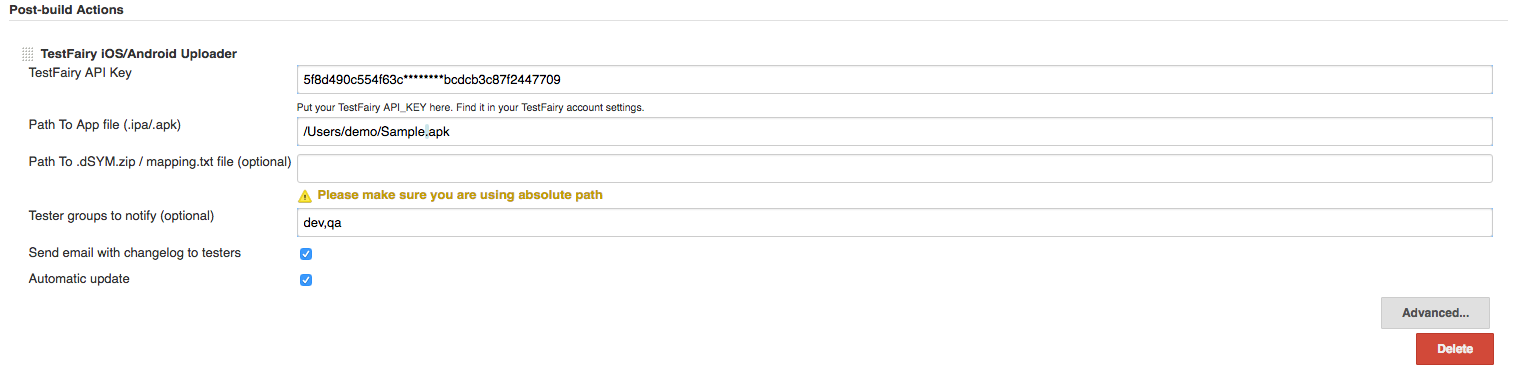 Post-build Actions
TestFairy iOS/Android Uploader
TestFairy API Key
5f8d490c554f63c********bcdcb3c87f2447709
Put your TestFairy API_KEY here. Find it in your TestFairy account settings.
Path To App file (.ipa/.apk)
/Users/demo/Sample.apk
Path To .dSYM.zip / mapping.txt file (optional)
Please make sure you are using absolute path
Tester groups to notify (optional)
dev,qa
Send email with changelog to testers
Automatic update
Advanced...
Delete